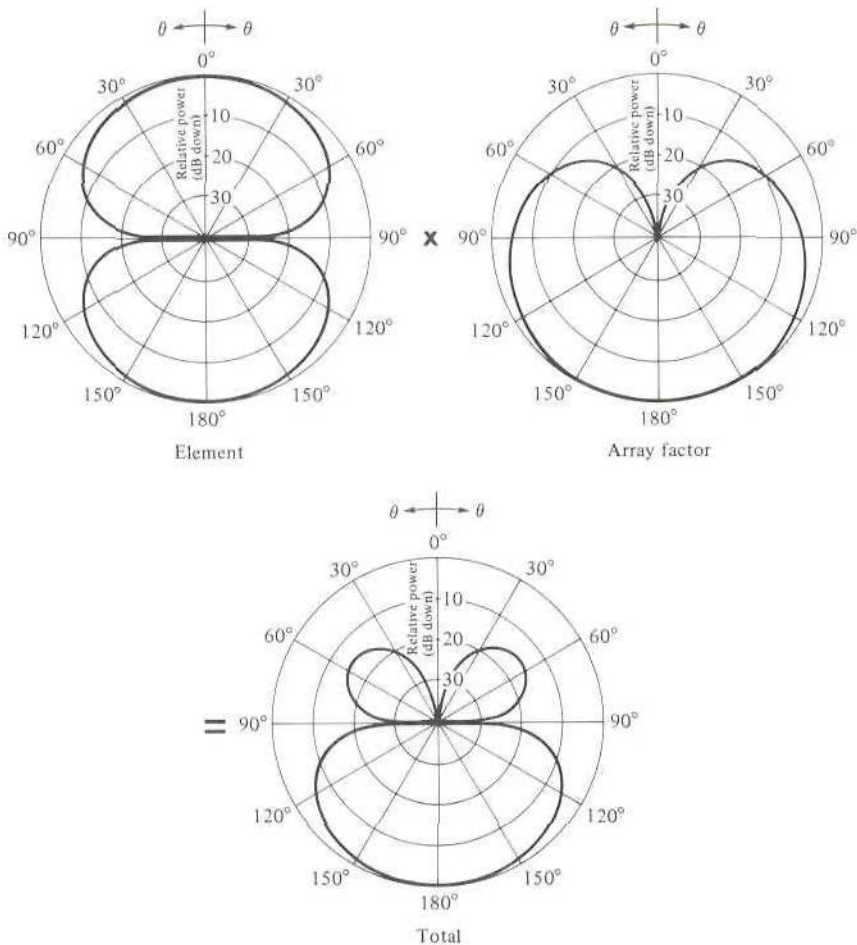 θ θ
0°
30° 30°
60° 60°
90° 90°
120° 120°
150° 150°
180°
Relative power
(dB down)
10
20
30
Element
x
θ θ
0°
30° 30°
60° 60°
90° 90°
120° 120°
150° 150°
180°
Relative power
(dB down)
10
20
30
Array factor
=
θ θ
0°
30° 30°
60° 60°
90° 90°
120° 120°
150° 150°
180°
Relative power
(dB down)
10
20
30
Total